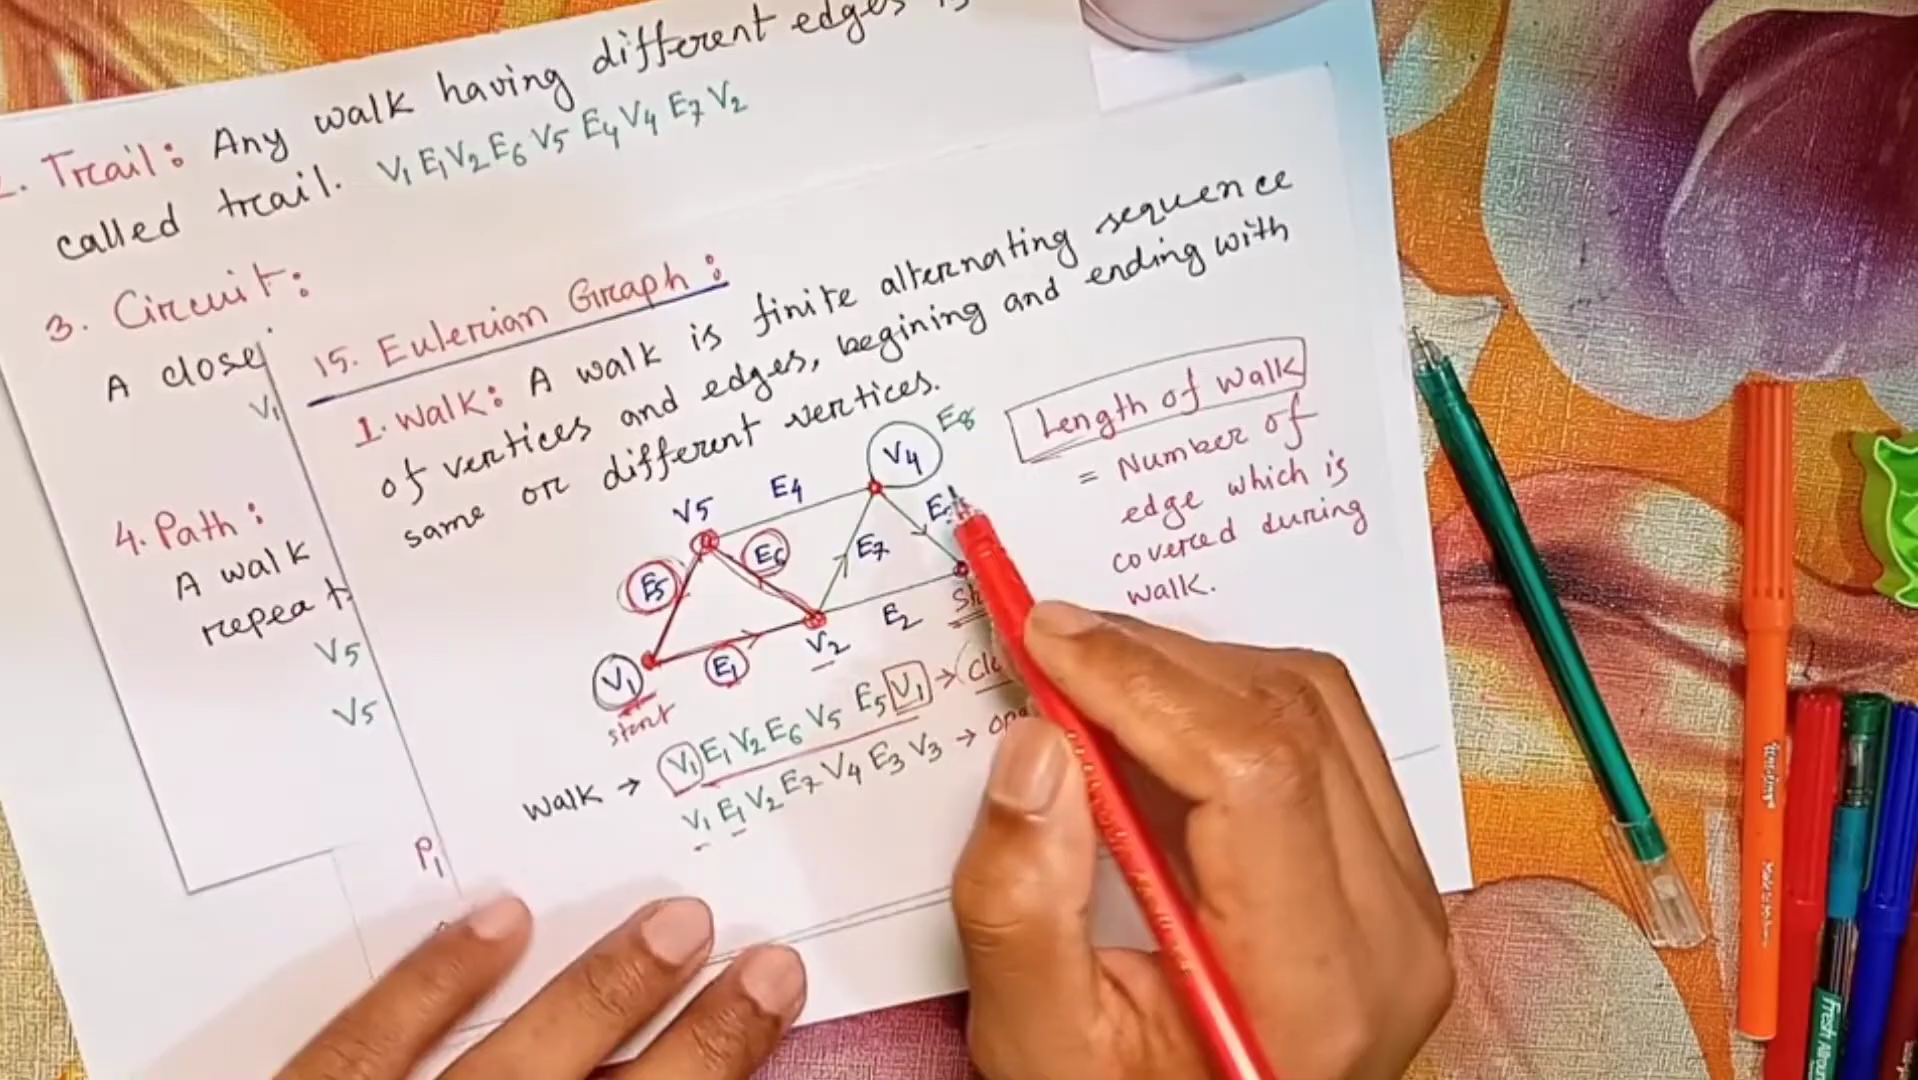 2. Trail: Any walk having different edges is
called trail. V1 E1 V2 E6 V5 E4 V4 E7 V2
3. Circuit:
A close
V1
4. Path:
A walk
repeat
V5
V5
P1
15. Eulerian Graph:
1. Walk: A walk is finite alternating sequence
of vertices and edges, begining and ending with
same or different vertices.
Length of walk
= Number of
edge which is
covered during
walk.
V4 E8
V5 E4
E5 E6 E7
V1 E1 V2 E2
start
walk → V1 E1 V2 E6 V5 E5 V1 →
V1 E1 V2 E7 V4 E3 V3 →